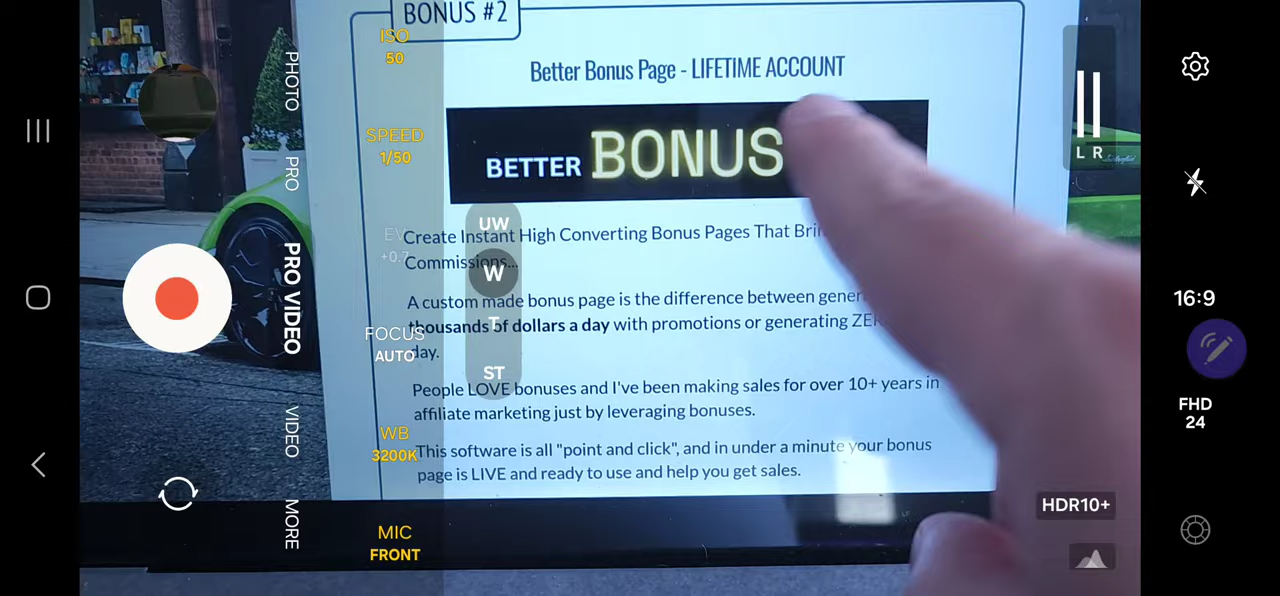 BONUS #2
Better Bonus Page - LIFETIME ACCOUNT
BETTER BONUS
Create Instant High Converting Bonus Pages That
Commissions...
A custom made bonus page is the difference between
thousands of dollars a day with promotions or generating
day.
People LOVE bonuses and I've been making sales for over 10+ years in
affiliate marketing just by leveraging bonuses.
This software is all "point and click", and in under a minute your bonus
page is LIVE and ready to use and help you get sales.
ISO
50
SPEED
1/50
EV
FOCUS
AUTO
WB
3200K
MIC
FRONT
UW
W
T
ST
PHOTO
PRO
PRO VIDEO
VIDEO
MORE
L R
16:9
FHD
24
HDR10+